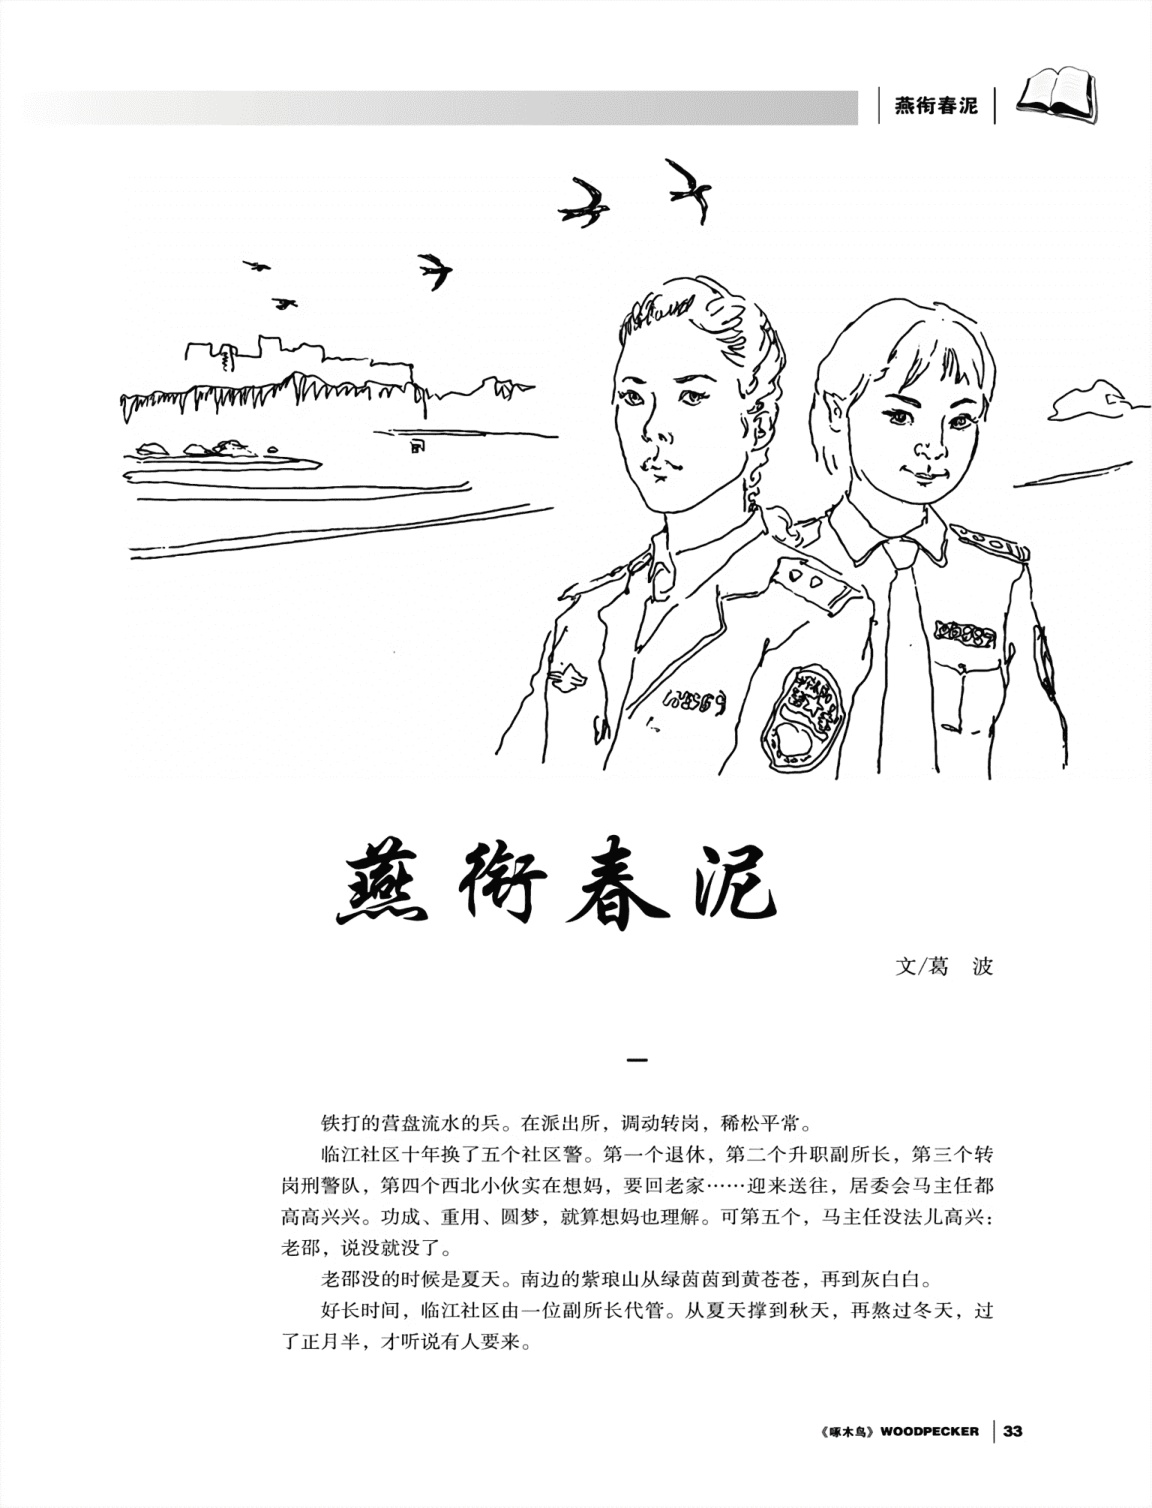 燕衔春泥
燕衔春泥
文/葛　波
一
铁打的营盘流水的兵。在派出所，调动转岗，稀松平常。
临江社区十年换了五个社区警。第一个退休，第二个升职副所长，第三个转
岗刑警队，第四个西北小伙实在想妈，要回老家……迎来送往，居委会马主任都
高高兴兴。功成、重用、圆梦，就算想妈也理解。可第五个，马主任没法儿高兴：
老邵，说没就没了。
老邵没的时候是夏天。南边的紫琅山从绿茵茵到黄苍苍，再到灰白白。
好长时间，临江社区由一位副所长代管。从夏天撑到秋天，再熬过冬天，过
了正月半，才听说有人要来。
《啄木鸟》WOODPECKER 33